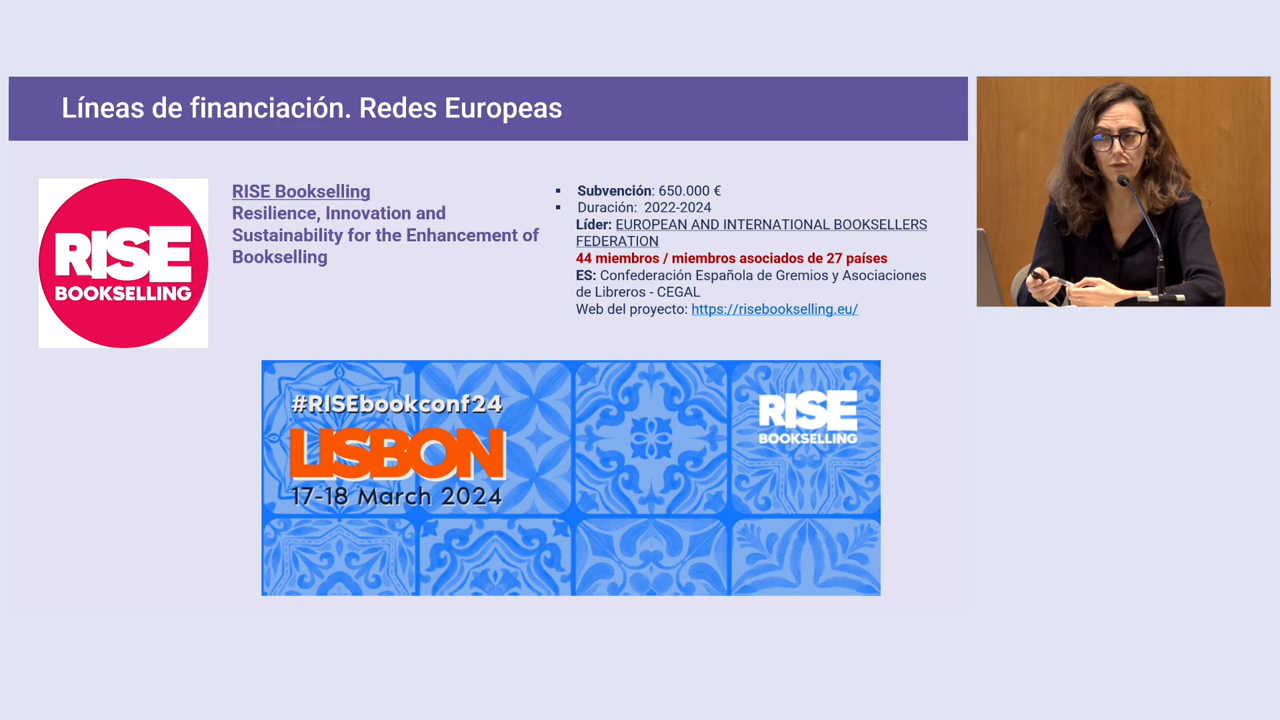 Líneas de financiación. Redes Europeas
RISE
BOOKSELLING
RISE Bookselling
Resilience, Innovation and
Sustainability for the Enhancement of
Bookselling
▪ Subvención: 650.000 €
▪ Duración: 2022-2024
Líder: EUROPEAN AND INTERNATIONAL BOOKSELLERS
FEDERATION
44 miembros / miembros asociados de 27 países
ES: Confederación Española de Gremios y Asociaciones
de Libreros - CEGAL
Web del proyecto: https://risebookselling.eu/
#RISEbookconf24
LISBON
17-18 March 2024
RISE
BOOKSELLING